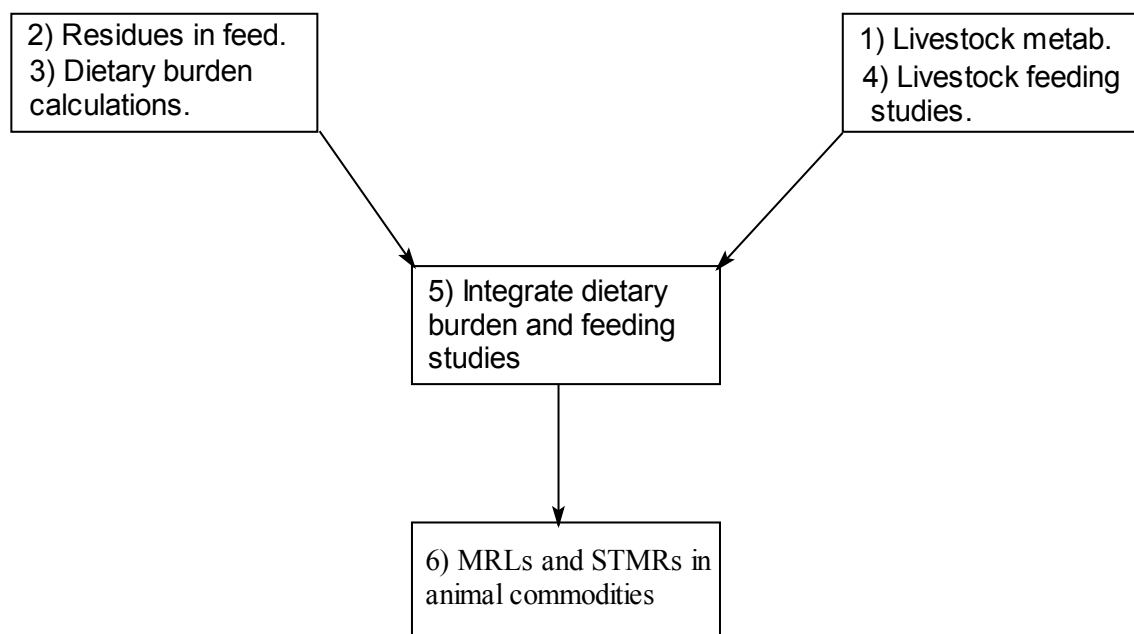 2) Residues in feed.
3) Dietary burden
calculations.
1) Livestock metab.
4) Livestock feeding
studies.
5) Integrate dietary
burden and feeding
studies
6) MRLs and STMRs in
animal commodities